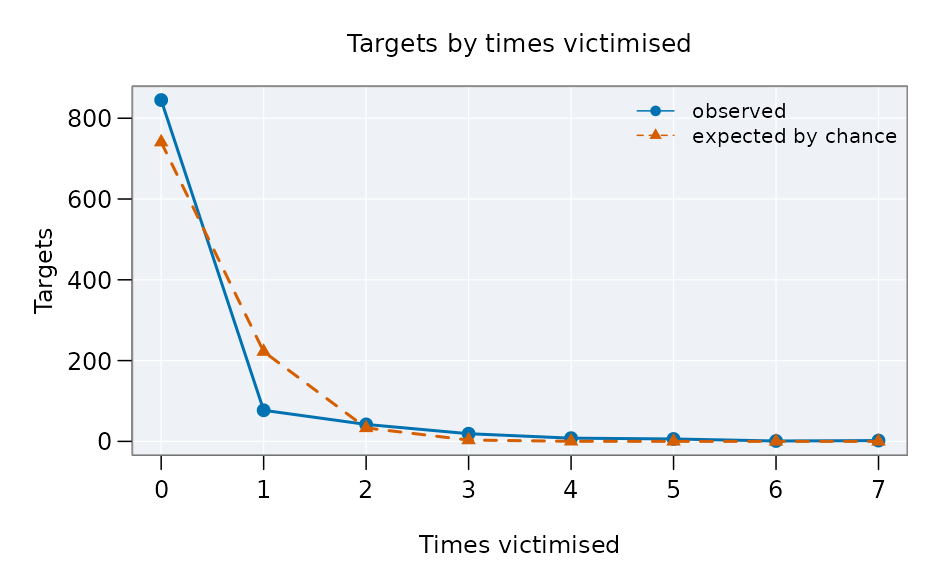 Targets by times victimised
observed
expected by chance
800
600
400
200
0
Targets
0 1 2 3 4 5 6 7
Times victimised